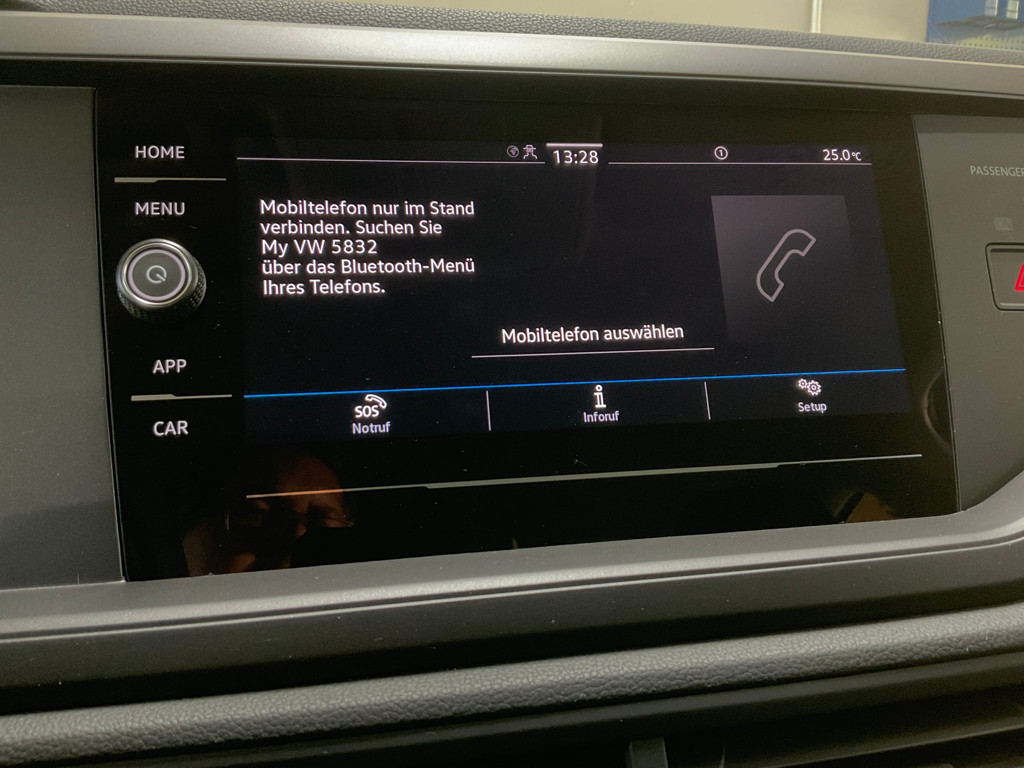 HOME
MENU
APP
CAR
13:28
1
25.0°C
Mobiltelefon nur im Stand
verbinden. Suchen Sie
My VW 5832
über das Bluetooth-Menü
Ihres Telefons.
Mobiltelefon auswählen
SOS
Notruf
i
Inforuf
Setup
PASSENGER